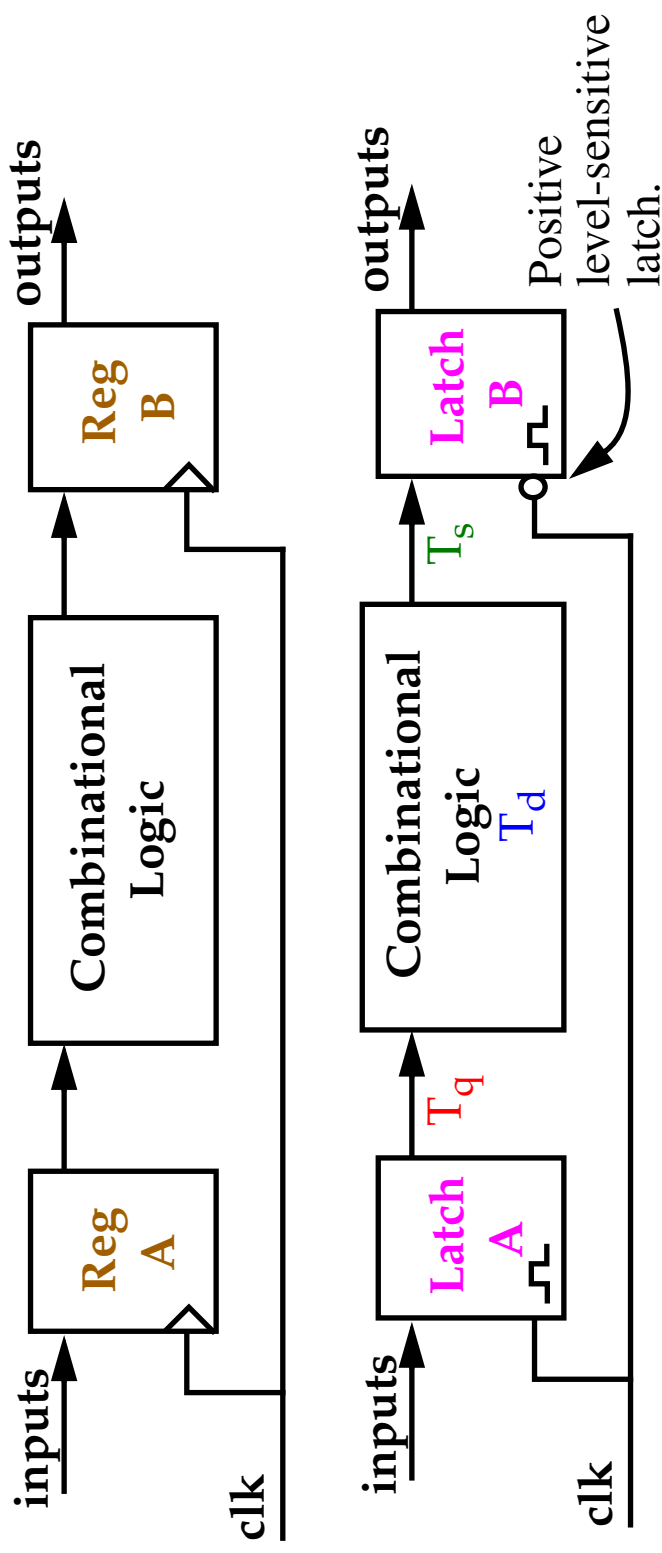 inputs
Reg
A
Combinational
Logic
Reg
B
outputs
clk
inputs
Latch
A
Tq
Combinational
Logic
Td
Ts
Latch
B
outputs
clk
Positive
level-sensitive
latch.